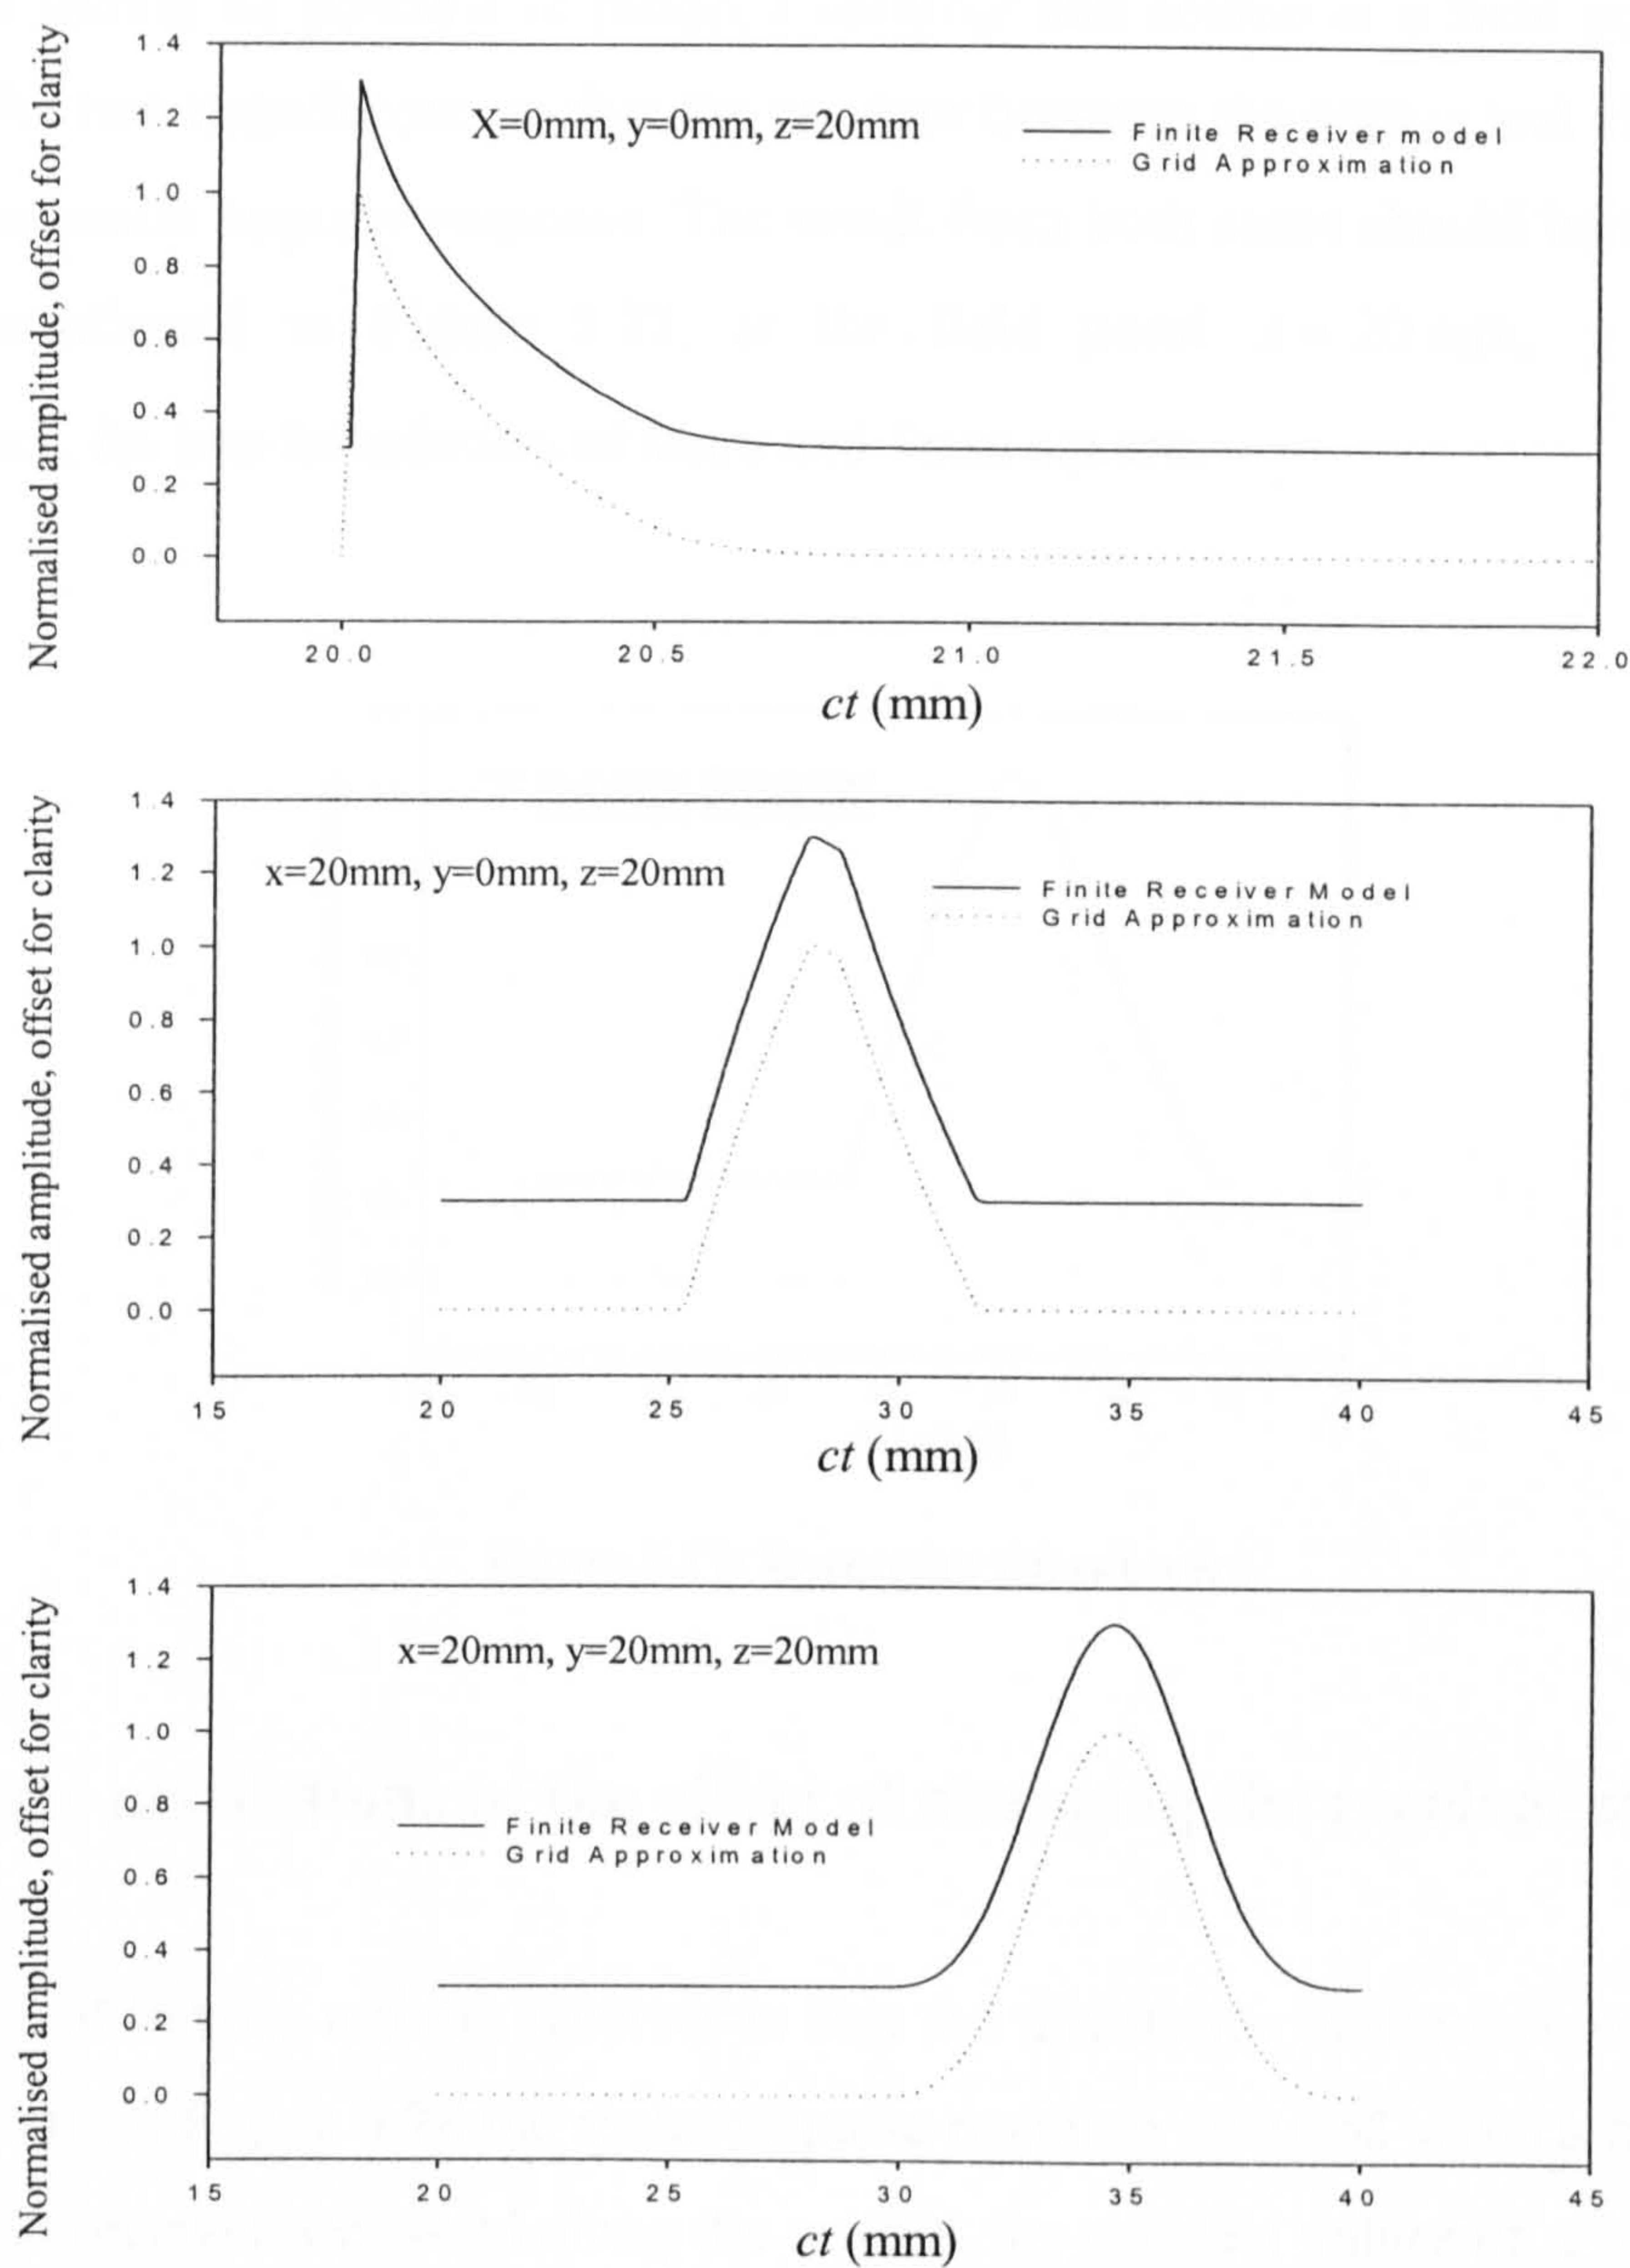 Normalised amplitude, offset for clarity
1.4
1.2
1.0
0.8
0.6
0.4
0.2
0.0
X=0mm, y=0mm, z=20mm
Finite Receiver model
Grid Approximation
20.0 20.5 21.0 21.5 22.0
ct (mm)
Normalised amplitude, offset for clarity
1.4
1.2
1.0
0.8
0.6
0.4
0.2
0.0
x=20mm, y=0mm, z=20mm
Finite Receiver Model
Grid Approximation
15 20 25 30 35 40 45
ct (mm)
Normalised amplitude, offset for clarity
1.4
1.2
1.0
0.8
0.6
0.4
0.2
0.0
x=20mm, y=20mm, z=20mm
Finite Receiver Model
Grid Approximation
15 20 25 30 35 40 45
ct (mm)